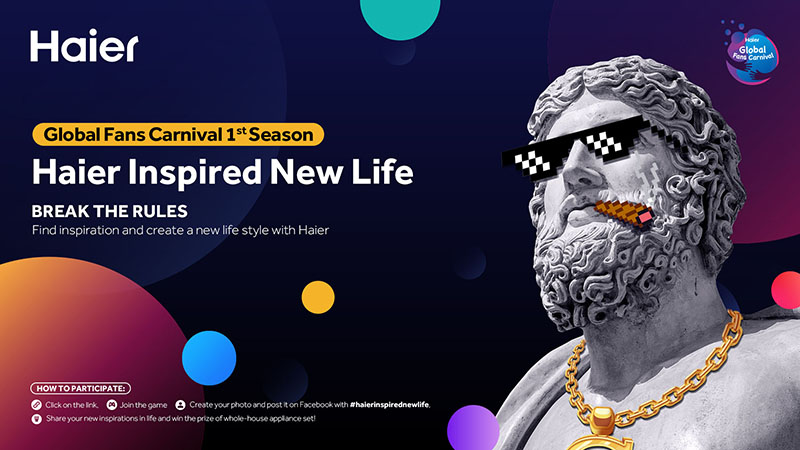 Haier
Haier
Global
Fans Carnival
Global Fans Carnival 1st Season
Haier Inspired New Life
BREAK THE RULES
Find inspiration and create a new life style with Haier
HOW TO PARTICIPATE:
Click on the link, Join the game Create your photo and post it on Facebook with #haierinspirednewlife.
Share your new inspirations in life and win the prize of whole-house appliance set!